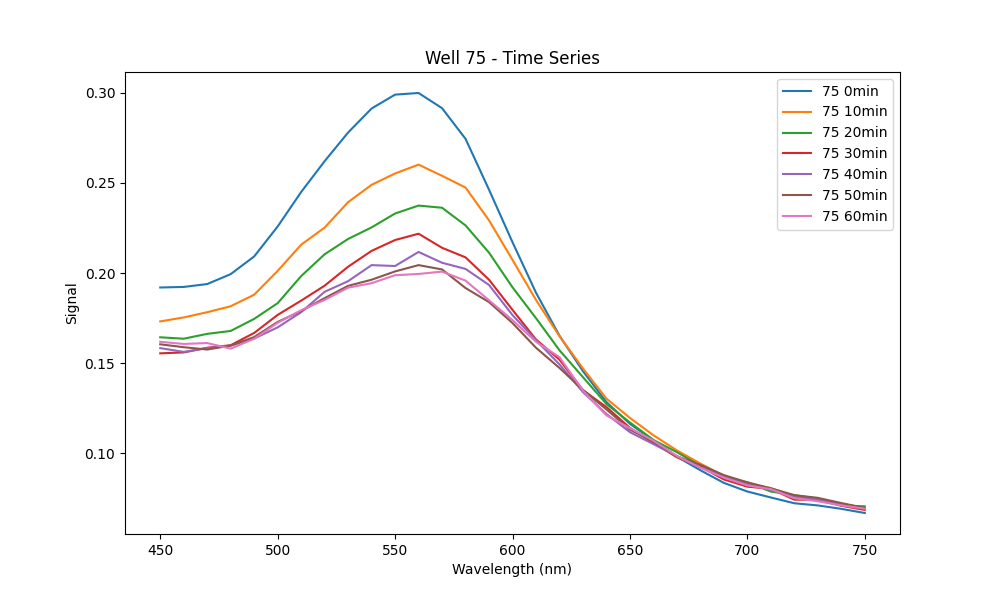 Well 75 - Time Series
0.30
0.25
0.20
0.15
0.10
Signal
450 500 550 600 650 700 750
Wavelength (nm)
75 0min
75 10min
75 20min
75 30min
75 40min
75 50min
75 60min